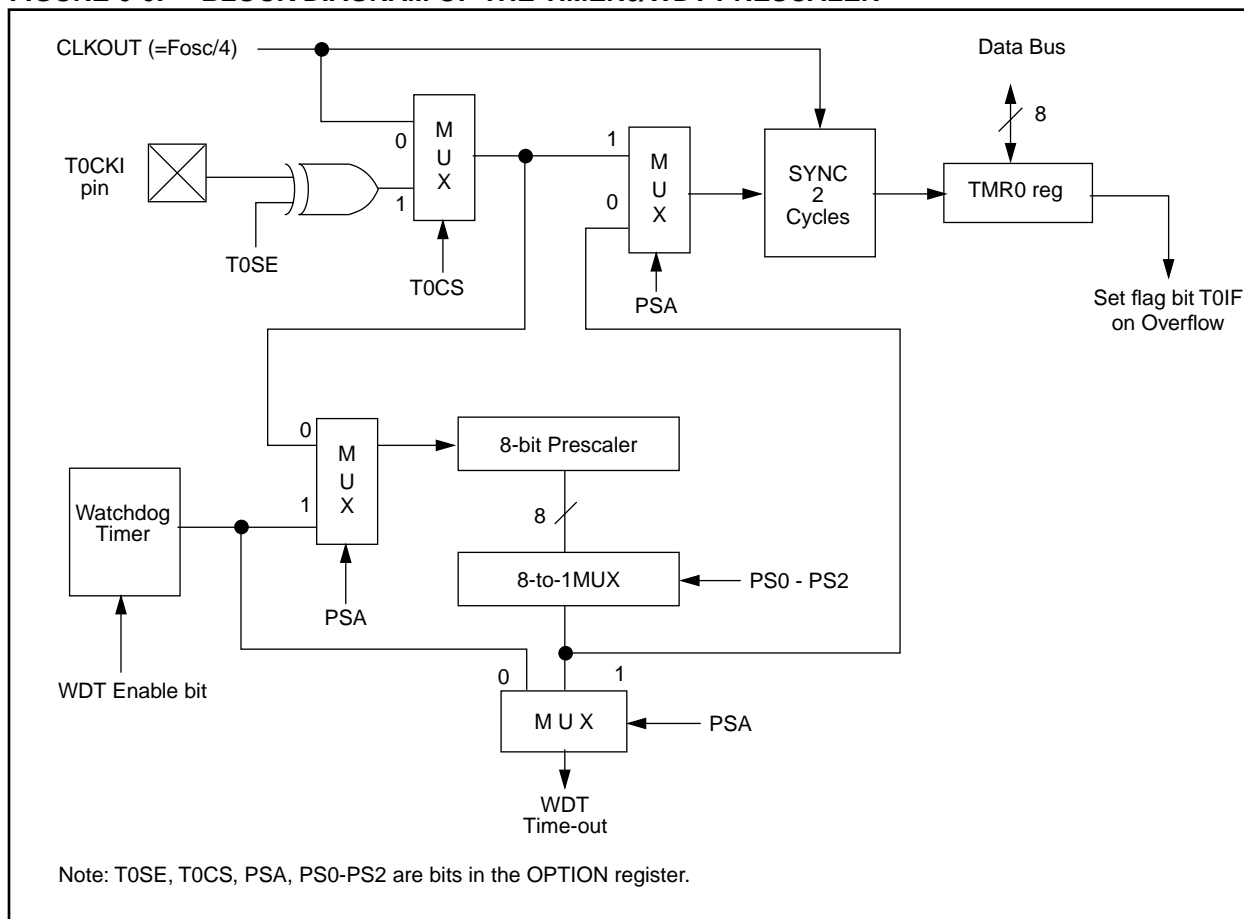 CLKOUT (=Fosc/4)
Data Bus
8
M
U
X
0
1
T0CKI
pin
T0SE
T0CS
1
0
M
U
X
PSA
SYNC
2
Cycles
TMR0 reg
Set flag bit T0IF
on Overflow
0
1
M
U
X
8-bit Prescaler
Watchdog
Timer
8
PSA
8-to-1MUX
PS0 - PS2
WDT Enable bit
0
1
M U X
PSA
WDT
Time-out
Note: T0SE, T0CS, PSA, PS0-PS2 are bits in the OPTION register.